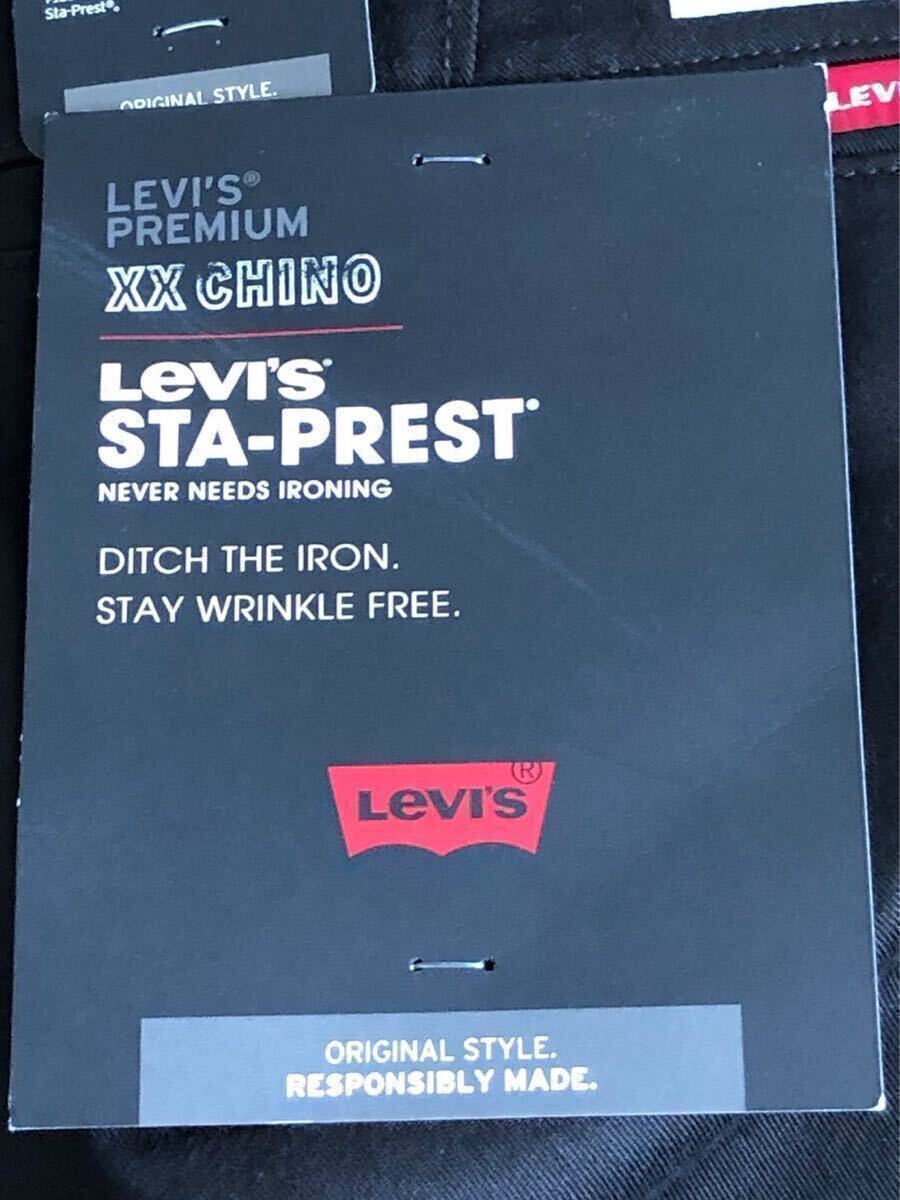 Sta-Prest®.
ORIGINAL STYLE.
LEV
LEVI'S®
PREMIUM
XX CHINO
LEVI'S®
STA-PREST®
NEVER NEEDS IRONING
DITCH THE IRON.
STAY WRINKLE FREE.
LEVI'S®
ORIGINAL STYLE.
RESPONSIBLY MADE.